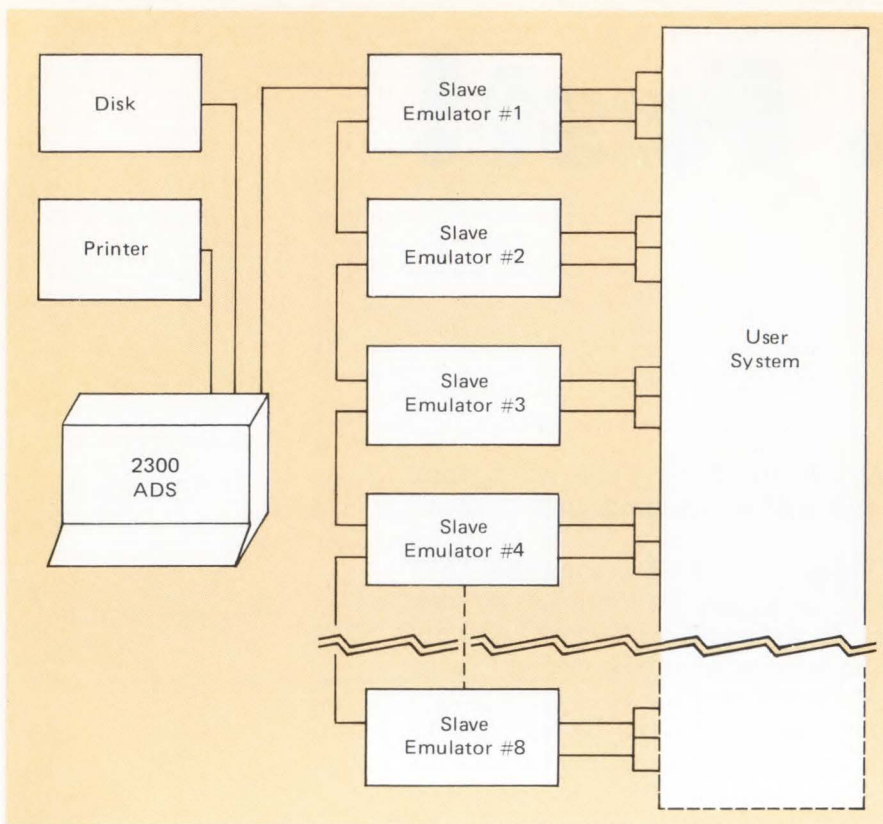 Disk
Printer
2300
ADS
Slave
Emulator #1
Slave
Emulator #2
Slave
Emulator #3
Slave
Emulator #4
Slave
Emulator #8
User
System